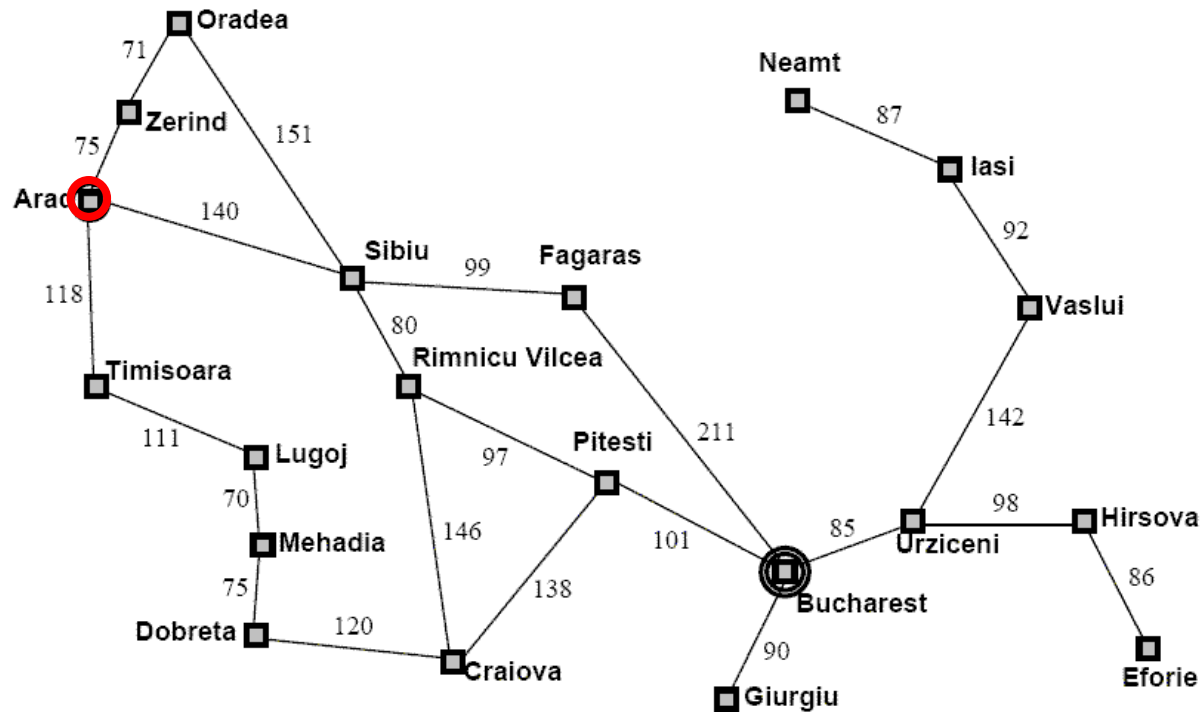 Oradea
71
Neamt
87
Zerind
75
151
Iasi
Arad
140
92
Sibiu
Fagaras
99
118
Vaslui
80
Rimnicu Vilcea
Timisoara
142
211
111
Lugoj
97
Pitesti
70
98
Hirsova
146
101
85
Urziceni
Mehadia
86
75
138
Bucharest
Dobreta
120
90
Craiova
Eforie
Giurgiu